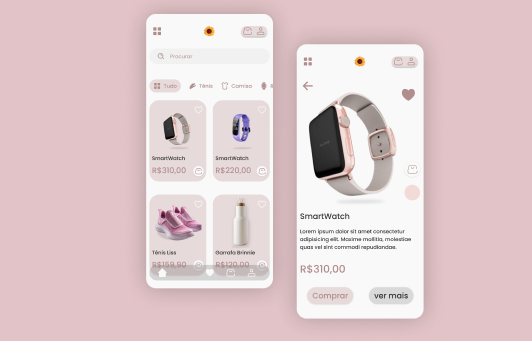 Procurar
Tudo
Tênis
Camisa
SmartWatch
R$310,00
SmartWatch
R$220,00
Tênis Liss
R$159,90
Garrafa Brinnie
R$120,00
SmartWatch
Lorem ipsum dolor sit amet consectetur
adipisicing elit. Maxime mollitia, molestiae
quas vel sint commodi repudiandae.
R$310,00
Comprar
ver mais